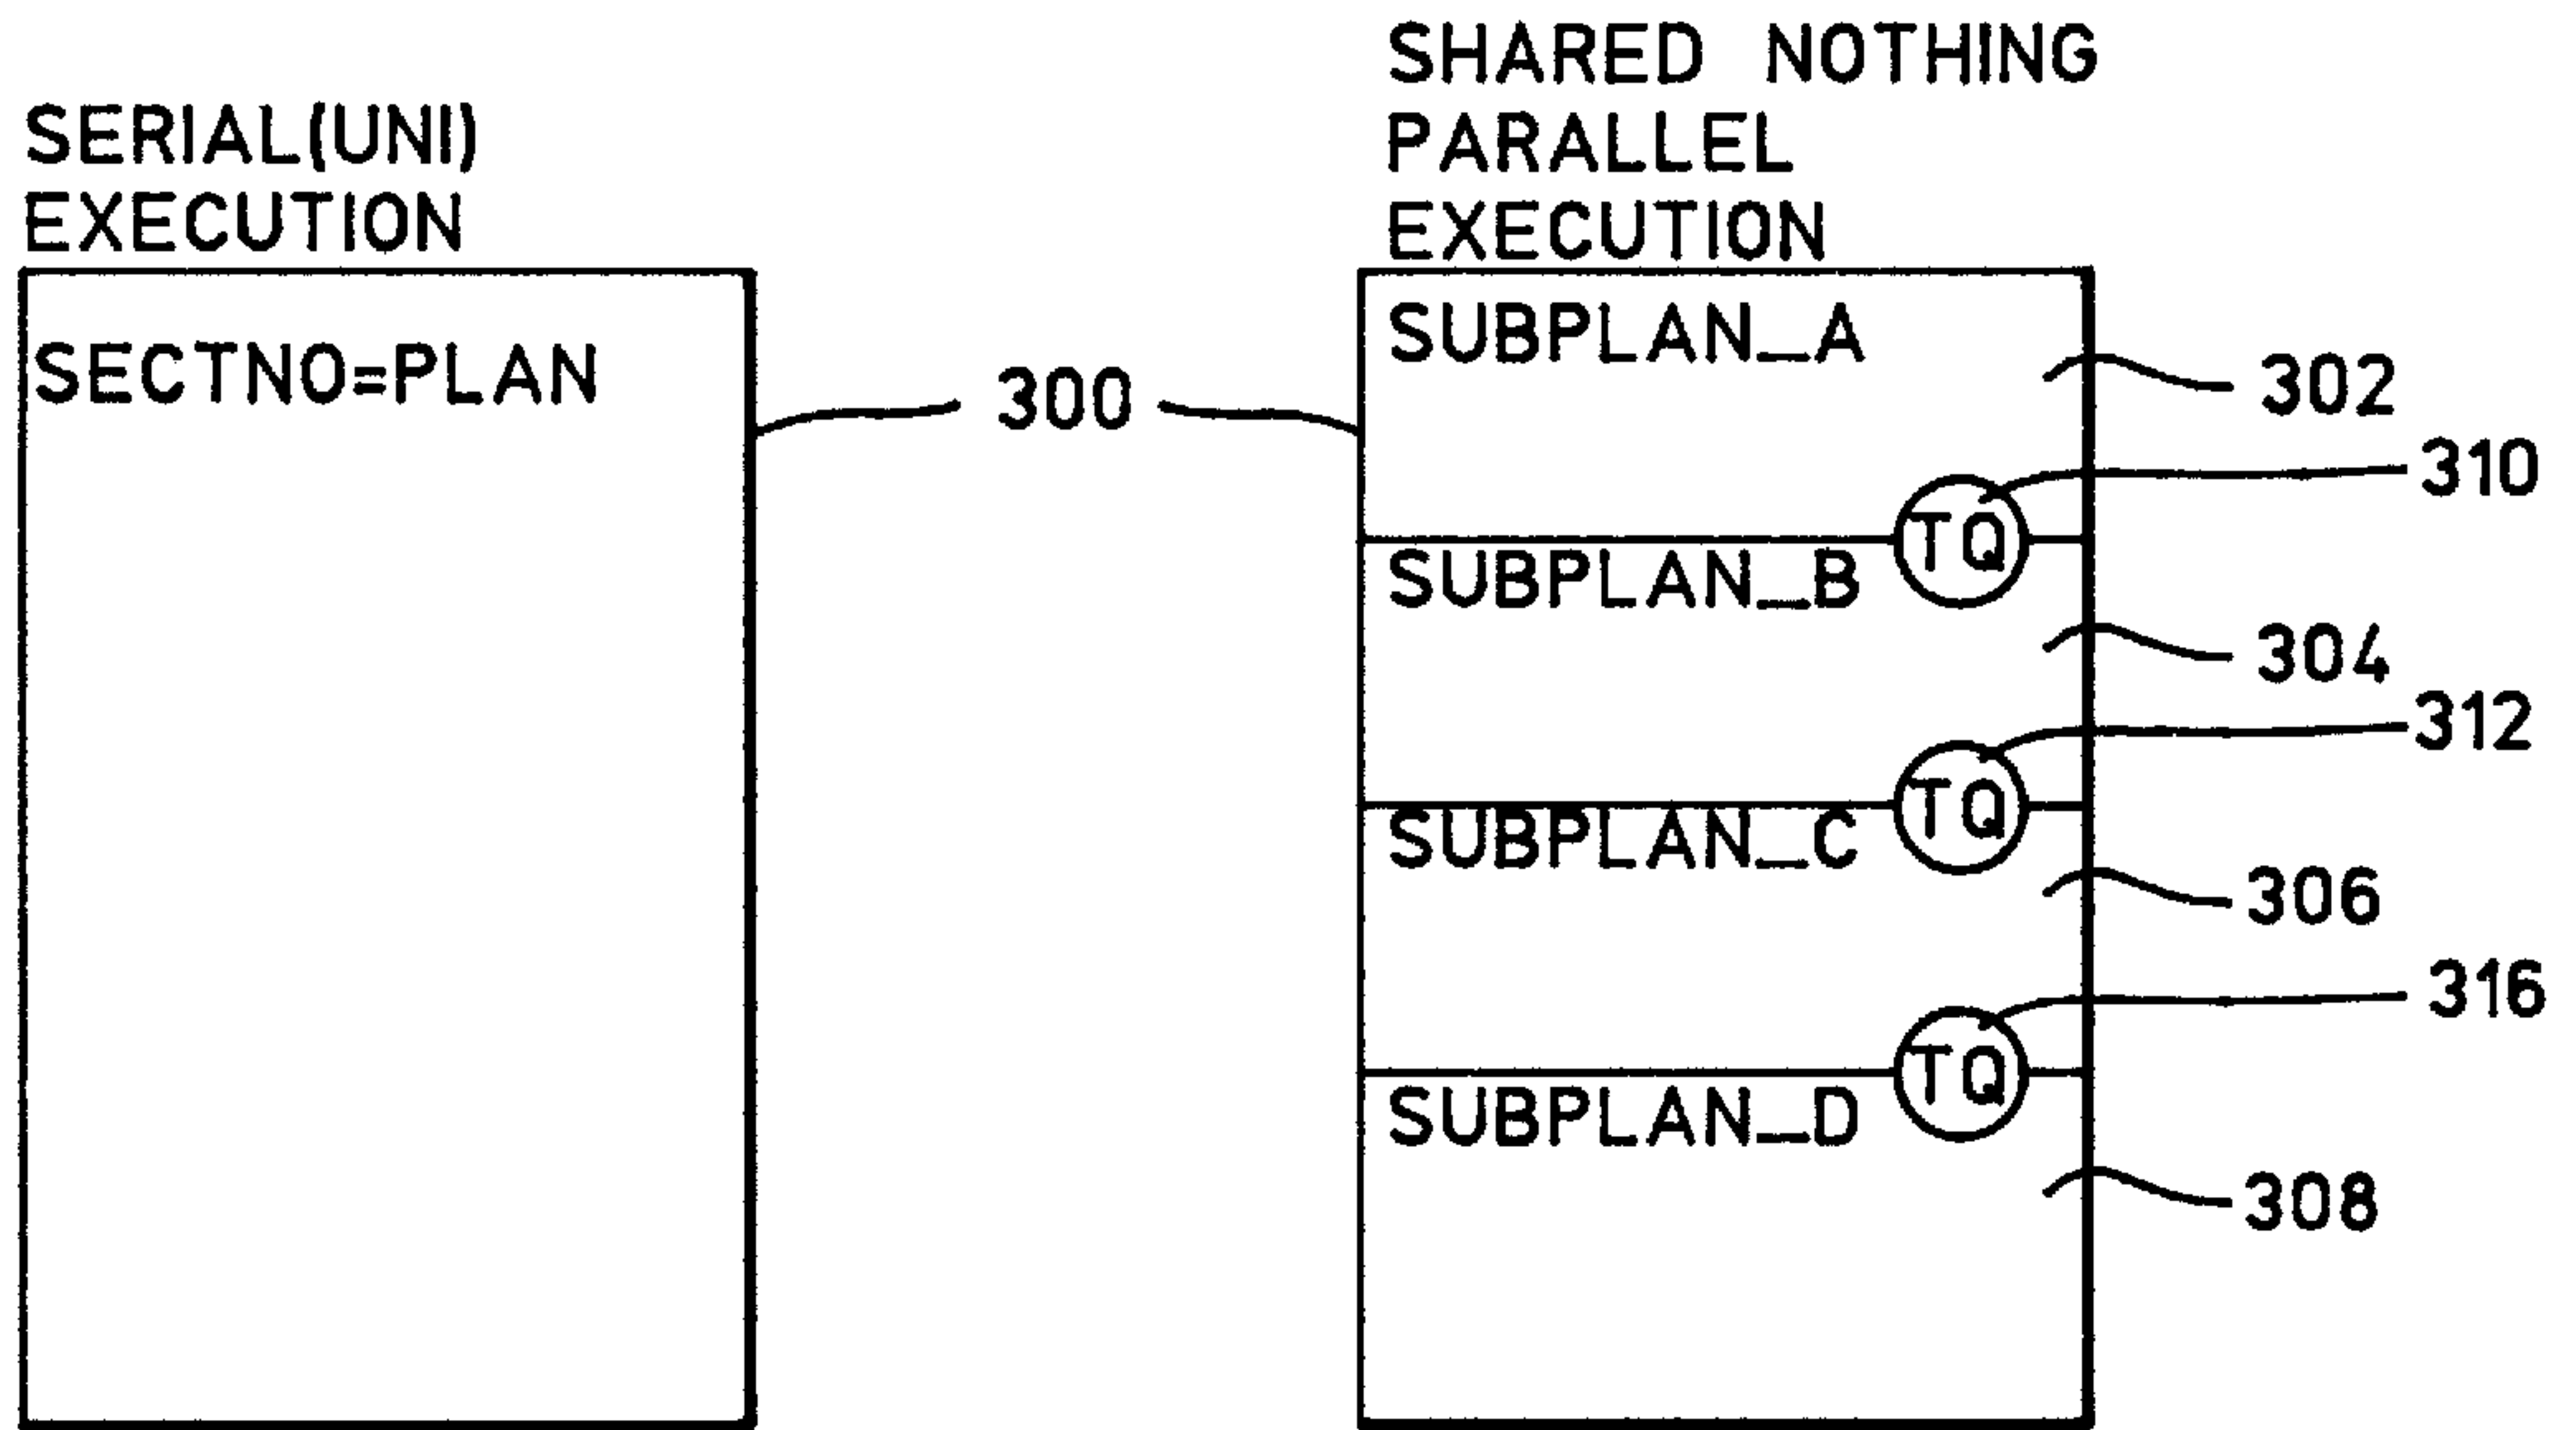 SERIAL(UNI)
EXECUTION
SECTNO=PLAN
300
SHARED NOTHING
PARALLEL
EXECUTION
SUBPLAN_A
302
310
TQ
SUBPLAN_B
304
312
TQ
SUBPLAN_C
306
316
TQ
SUBPLAN_D
308